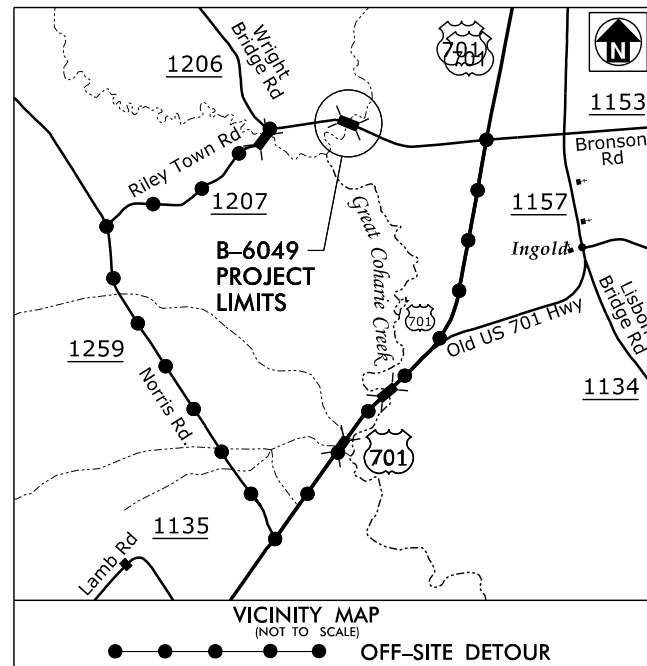 701
701
1206
Wright
Bridge Rd
N
1153
Bronson
Rd
Riley Town Rd
1207
1157
Great Coharie Creek
Ingold
B-6049
PROJECT
LIMITS
701
Old US 701 Hwy
Lisbon
Bridge Rd
1259
Norris Rd.
1134
701
1135
Lamb Rd
VICINITY MAP
(NOT TO SCALE)
OFF-SITE DETOUR